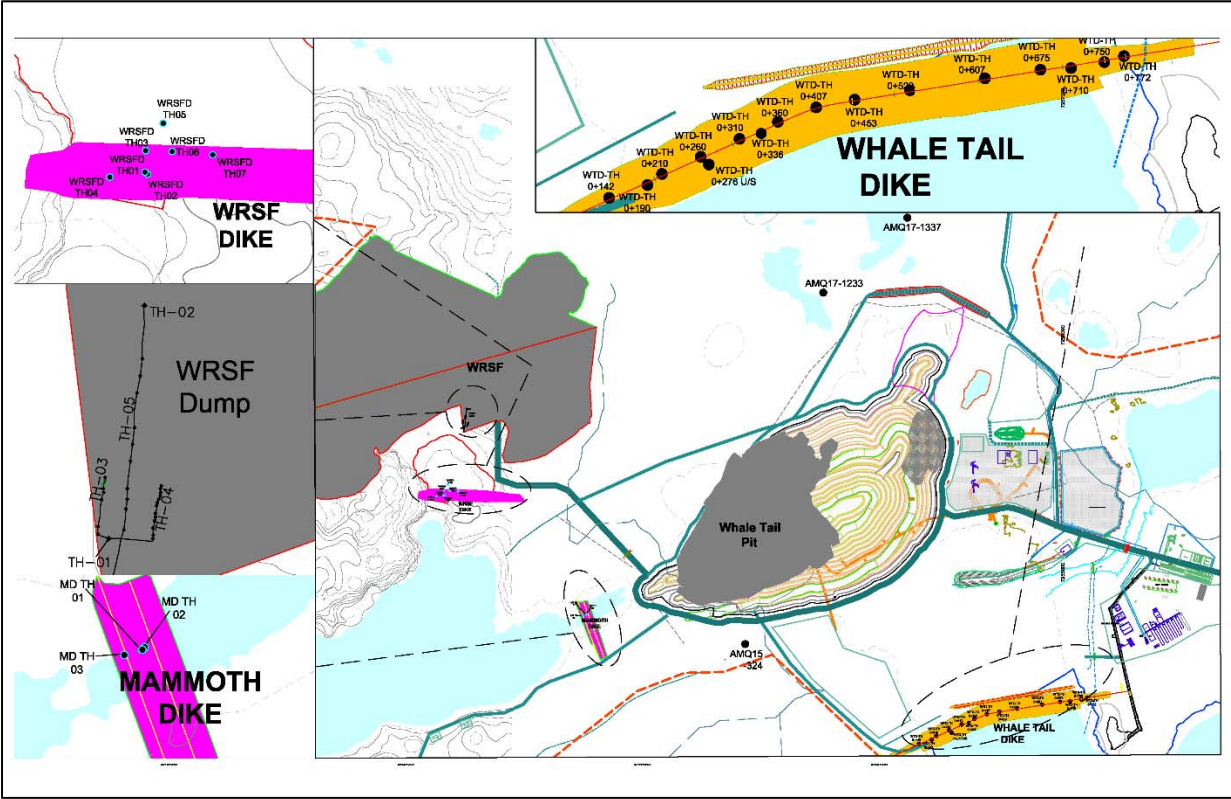 WRSFD
TH05
WRSFD
TH03
WRSFD
TH06
WRSFD
TH01
WRSFD
TH07
WRSFD
TH04
WRSFD
TH02
WRSF
DIKE
WTD-TH
0+750
WTD-TH
0+675
WTD-TH
0+772
WTD-TH
0+607
WTD-TH
0+710
WTD-TH
WTD-TH
0+407
WTD-TH
0+453
WTD-TH
0+360
WTD-TH
0+310
WTD-TH
0+336
WTD-TH
0+260
WTD-TH
0+276 U/S
WTD-TH
0+210
WTD-TH
0+142
WTD-TH
0+190
WHALE TAIL
DIKE
TH-02
WRSF
Dump
TH-05
TH-03
TH-04
TH-01
MD TH
01
MD TH
02
MD TH
03
MAMMOTH
DIKE
AMQ17-1337
AMQ17-1233
WRSF
WRSF
DIKE
Whale Tail
Pit
MAMMOTH
DIKE
AMQ15
-324
WHALE TAIL
DIKE